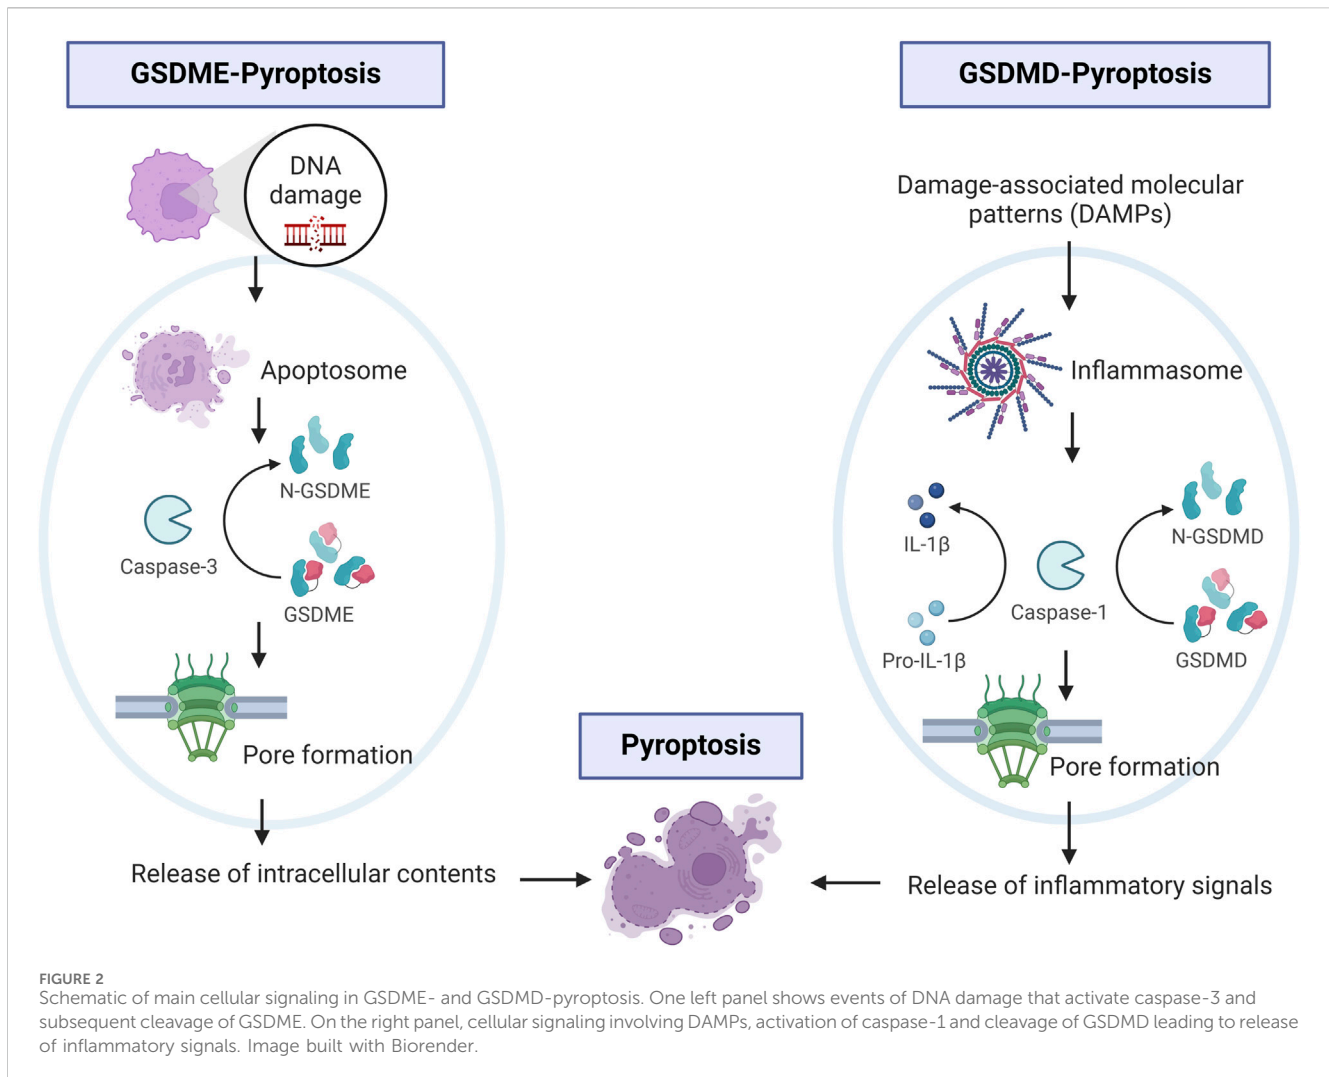 GSDME-Pyroptosis
DNA
damage
Apoptosome
N-GSDME
Caspase-3
GSDME
Pore formation
Release of intracellular contents
GSDMD-Pyroptosis
Damage-associated molecular
patterns (DAMPs)
Inflammasome
IL-1β
N-GSDMD
Caspase-1
Pro-IL-1β
GSDMD
Pore formation
Release of inflammatory signals
Pyroptosis
FIGURE 2
Schematic of main cellular signaling in GSDME- and GSDMD-pyroptosis. One left panel shows events of DNA damage that activate caspase-3 and
subsequent cleavage of GSDME. On the right panel, cellular signaling involving DAMPs, activation of caspase-1 and cleavage of GSDMD leading to release
of inflammatory signals. Image built with Biorender.